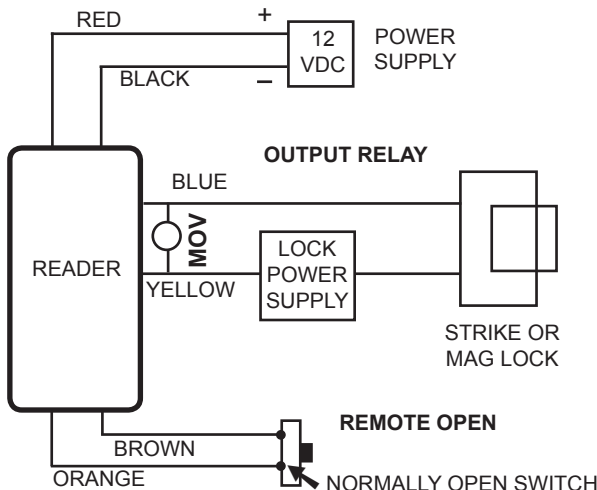 RED
+
12
VDC
POWER
SUPPLY
BLACK
–
OUTPUT RELAY
BLUE
MOV
READER
LOCK
POWER
SUPPLY
YELLOW
STRIKE OR
MAG LOCK
REMOTE OPEN
BROWN
ORANGE
NORMALLY OPEN SWITCH